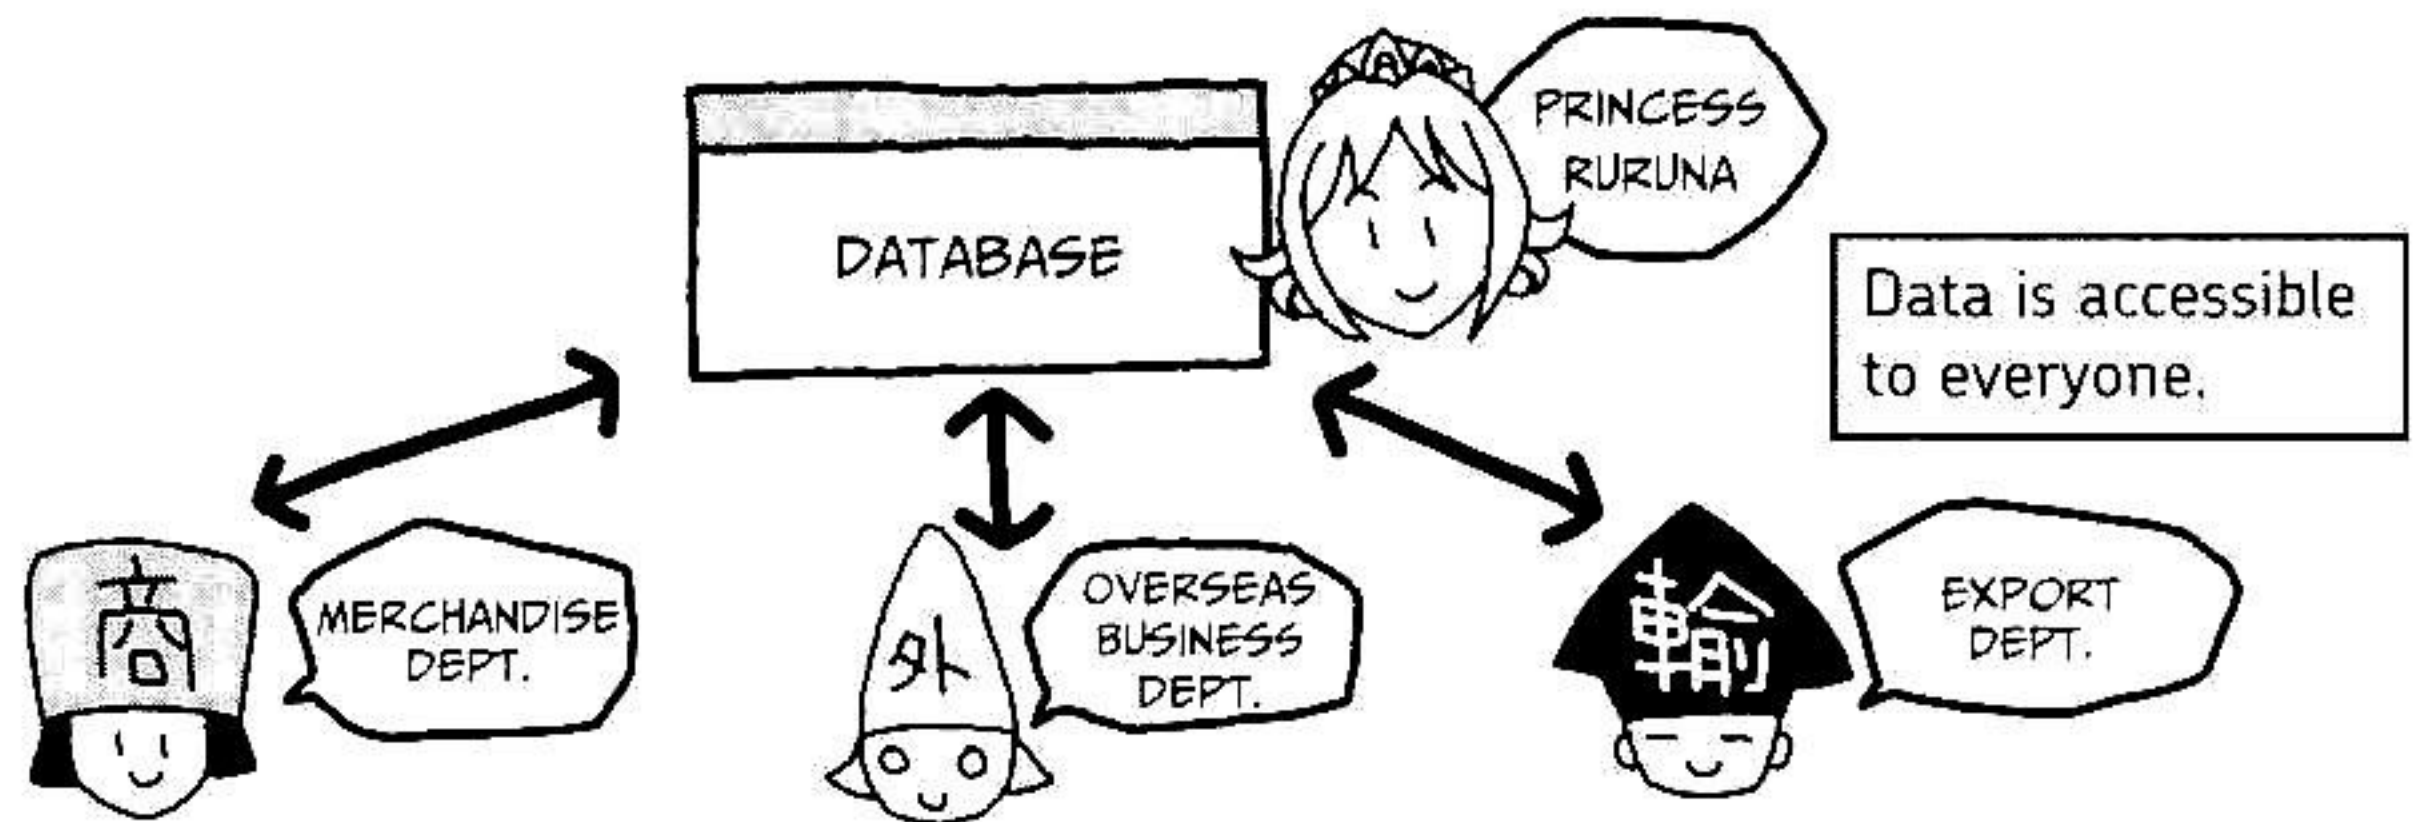 PRINCESS
RURUNA
DATABASE
Data is accessible
to everyone.
商
MERCHANDISE
DEPT.
外
OVERSEAS
BUSINESS
DEPT.
輸
EXPORT
DEPT.